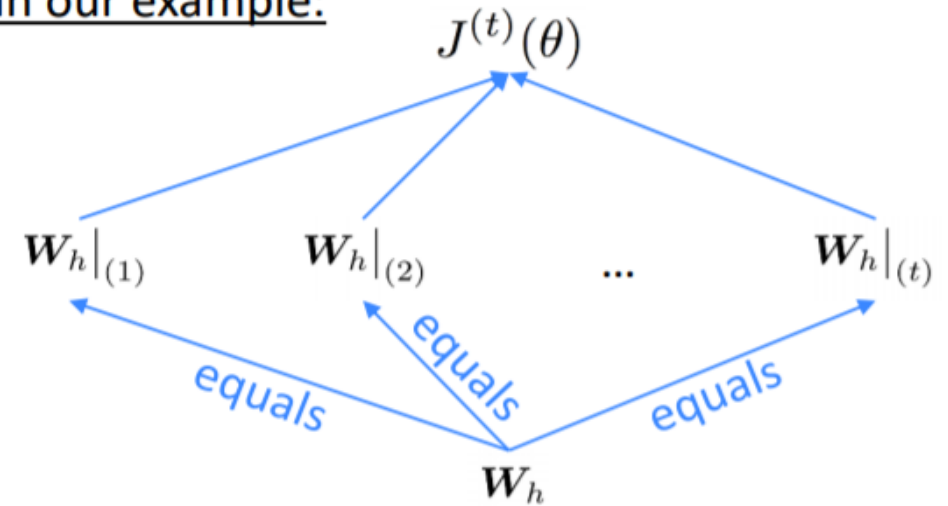 in our example:
J^{(t)}(θ)
W_h|_{(1)} W_h|_{(2)} ... W_h|_{(t)}
equals equals equals
W_h